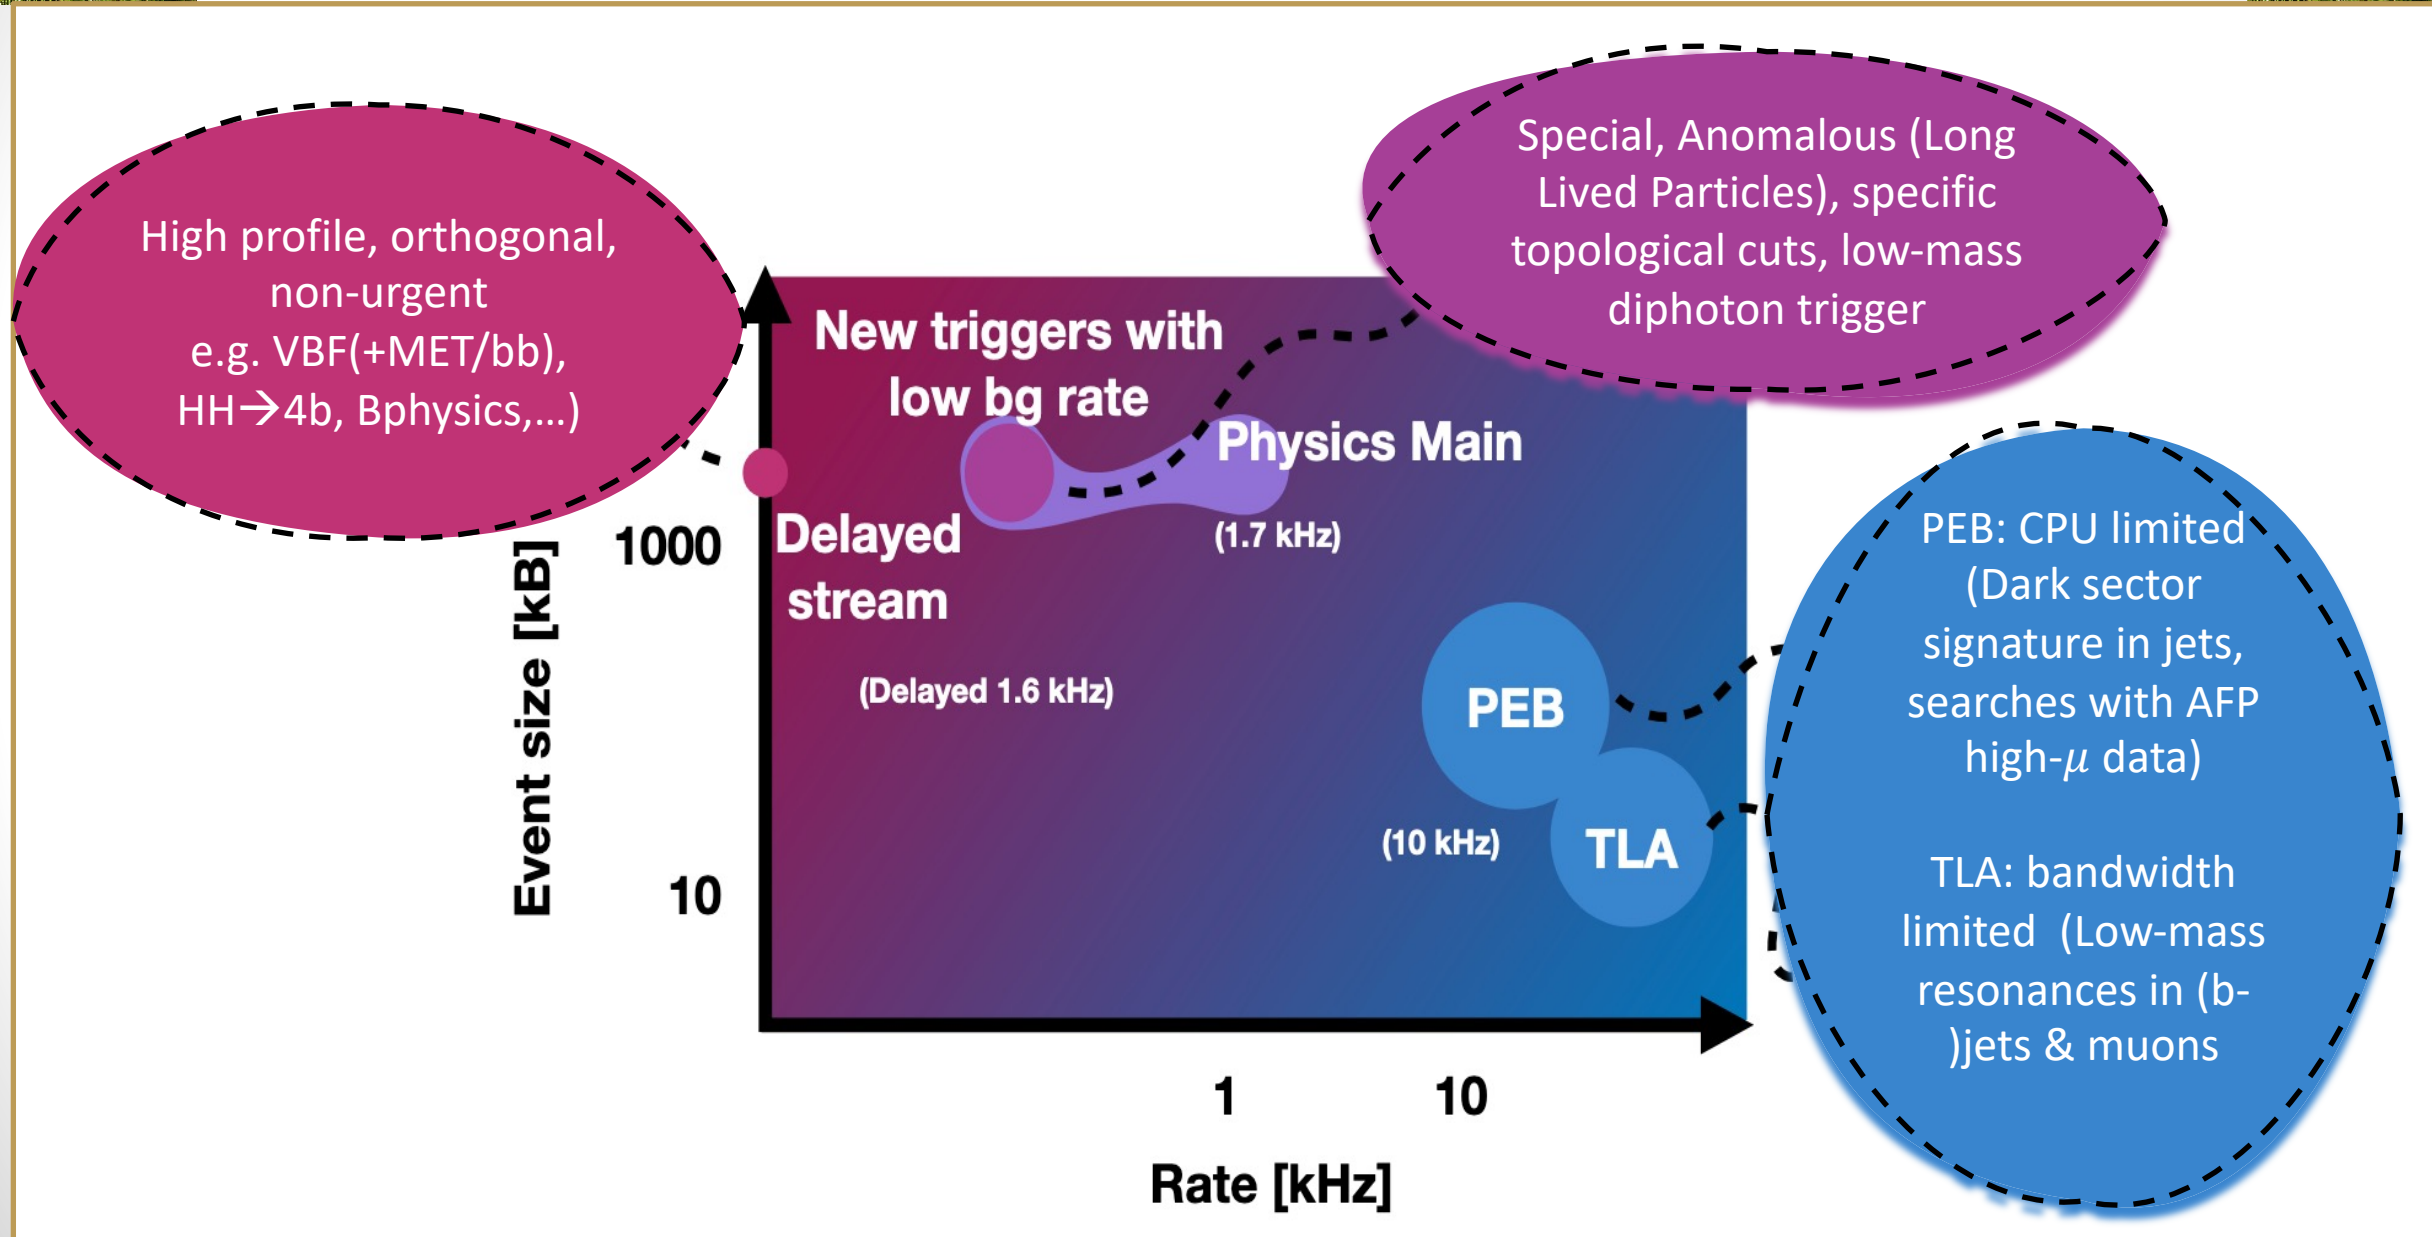 High profile, orthogonal,
non-urgent
e.g. VBF(+MET/bb),
HH→4b, Bphysics,...)
Special, Anomalous (Long
Lived Particles), specific
topological cuts, low-mass
diphoton trigger
New triggers with
low bg rate
Physics Main
(1.7 kHz)
Delayed
stream
(Delayed 1.6 kHz)
PEB
(10 kHz)
TLA
PEB: CPU limited
(Dark sector
signature in jets,
searches with AFP
high-μ data)
TLA: bandwidth
limited (Low-mass
resonances in (b-
)jets & muons
Event size [kB]
1000
10
1
10
Rate [kHz]